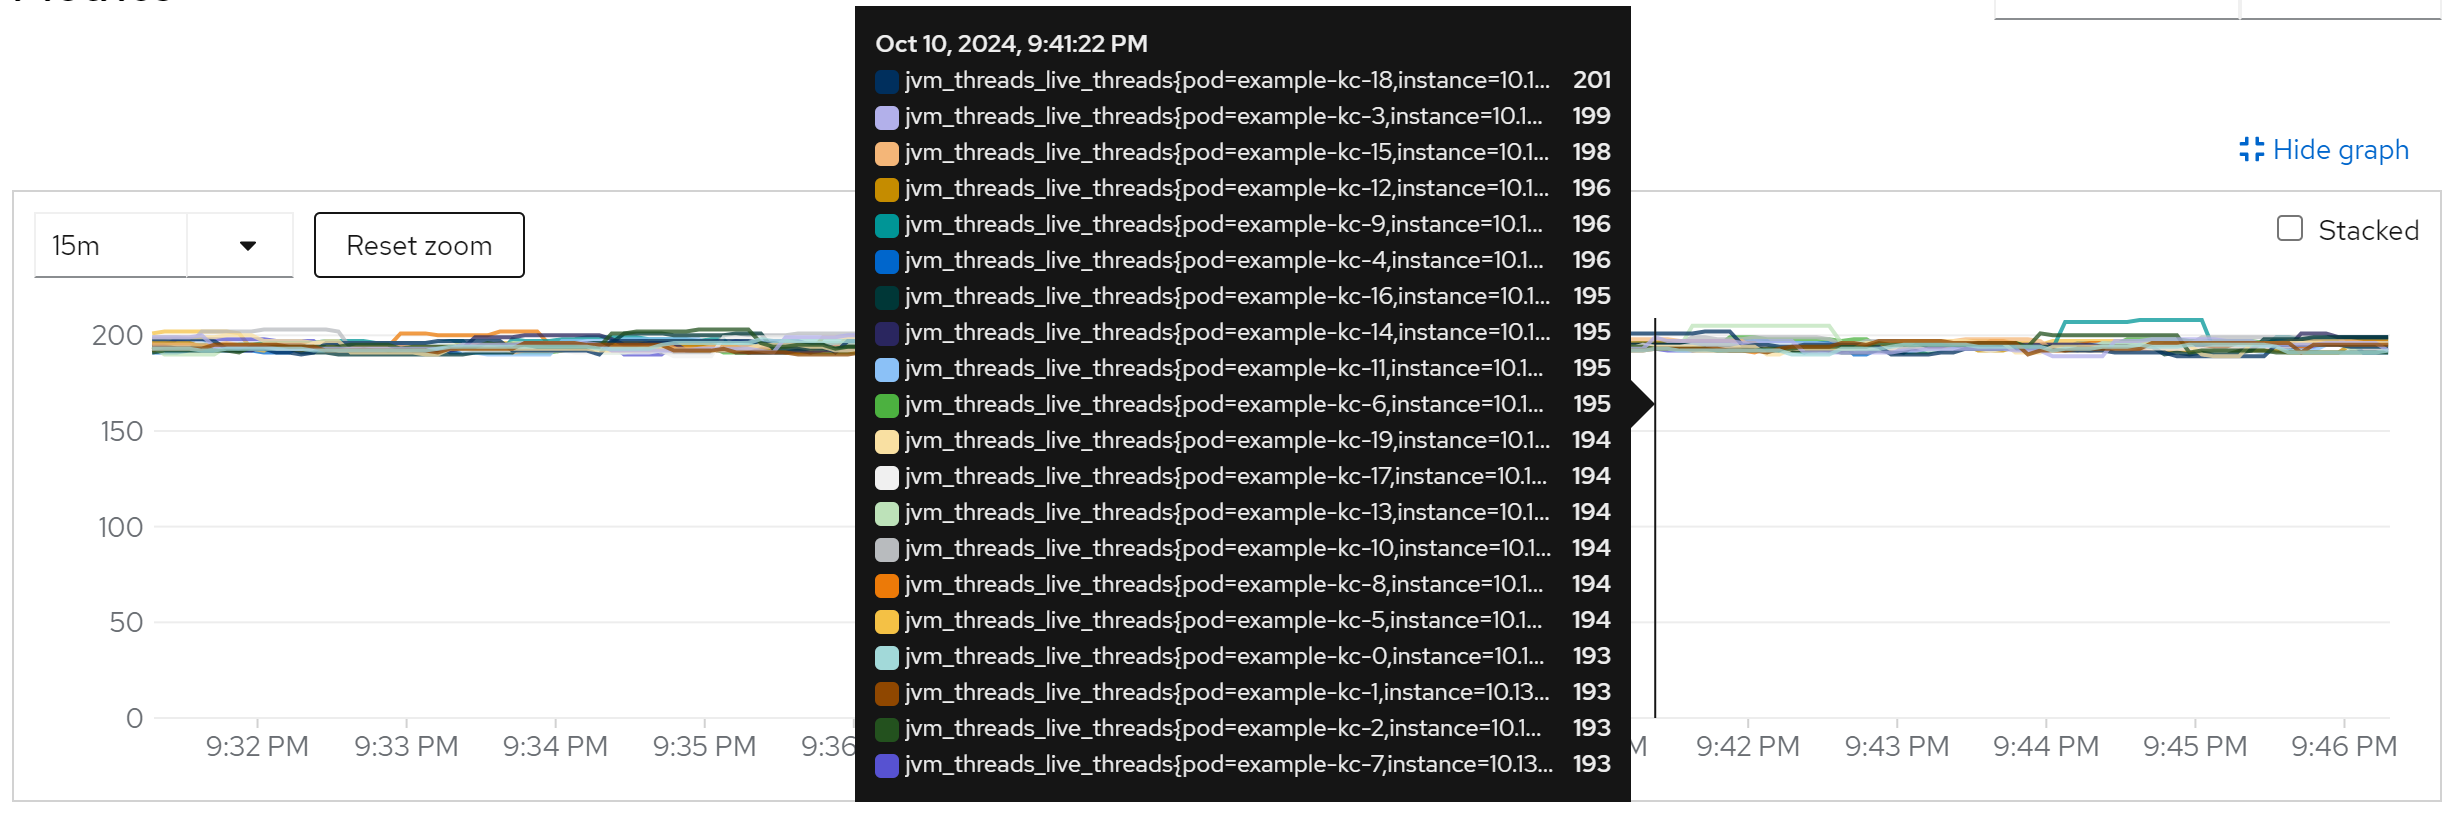 Metrics
Oct 10, 2024, 9:41:22 PM
jvm_threads_live_threads{pod=example-kc-18,instance=10.1... 201
jvm_threads_live_threads{pod=example-kc-3,instance=10.1... 199
jvm_threads_live_threads{pod=example-kc-15,instance=10.1... 198
jvm_threads_live_threads{pod=example-kc-12,instance=10.1... 196
jvm_threads_live_threads{pod=example-kc-9,instance=10.1... 196
jvm_threads_live_threads{pod=example-kc-4,instance=10.1... 196
jvm_threads_live_threads{pod=example-kc-16,instance=10.1... 195
jvm_threads_live_threads{pod=example-kc-14,instance=10.1... 195
jvm_threads_live_threads{pod=example-kc-11,instance=10.1... 195
jvm_threads_live_threads{pod=example-kc-6,instance=10.1... 195
jvm_threads_live_threads{pod=example-kc-19,instance=10.1... 194
jvm_threads_live_threads{pod=example-kc-17,instance=10.1... 194
jvm_threads_live_threads{pod=example-kc-13,instance=10.1... 194
jvm_threads_live_threads{pod=example-kc-10,instance=10.1... 194
jvm_threads_live_threads{pod=example-kc-8,instance=10.1... 194
jvm_threads_live_threads{pod=example-kc-5,instance=10.1... 194
jvm_threads_live_threads{pod=example-kc-0,instance=10.1... 193
jvm_threads_live_threads{pod=example-kc-1,instance=10.13... 193
jvm_threads_live_threads{pod=example-kc-2,instance=10.1... 193
jvm_threads_live_threads{pod=example-kc-7,instance=10.13... 193
Hide graph
15m
Reset zoom
Stacked
200
150
100
50
0
9:32 PM 9:33 PM 9:34 PM 9:35 PM 9:36 M 9:42 PM 9:43 PM 9:44 PM 9:45 PM 9:46 PM